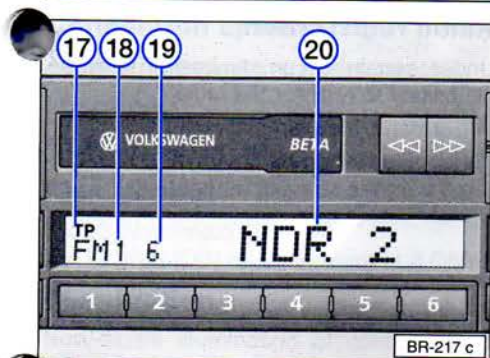 17 18 19 20
VOLKSWAGEN BETA
TP
FM1 6 NDR 2
1 2 3 4 5 6
BR-217 c